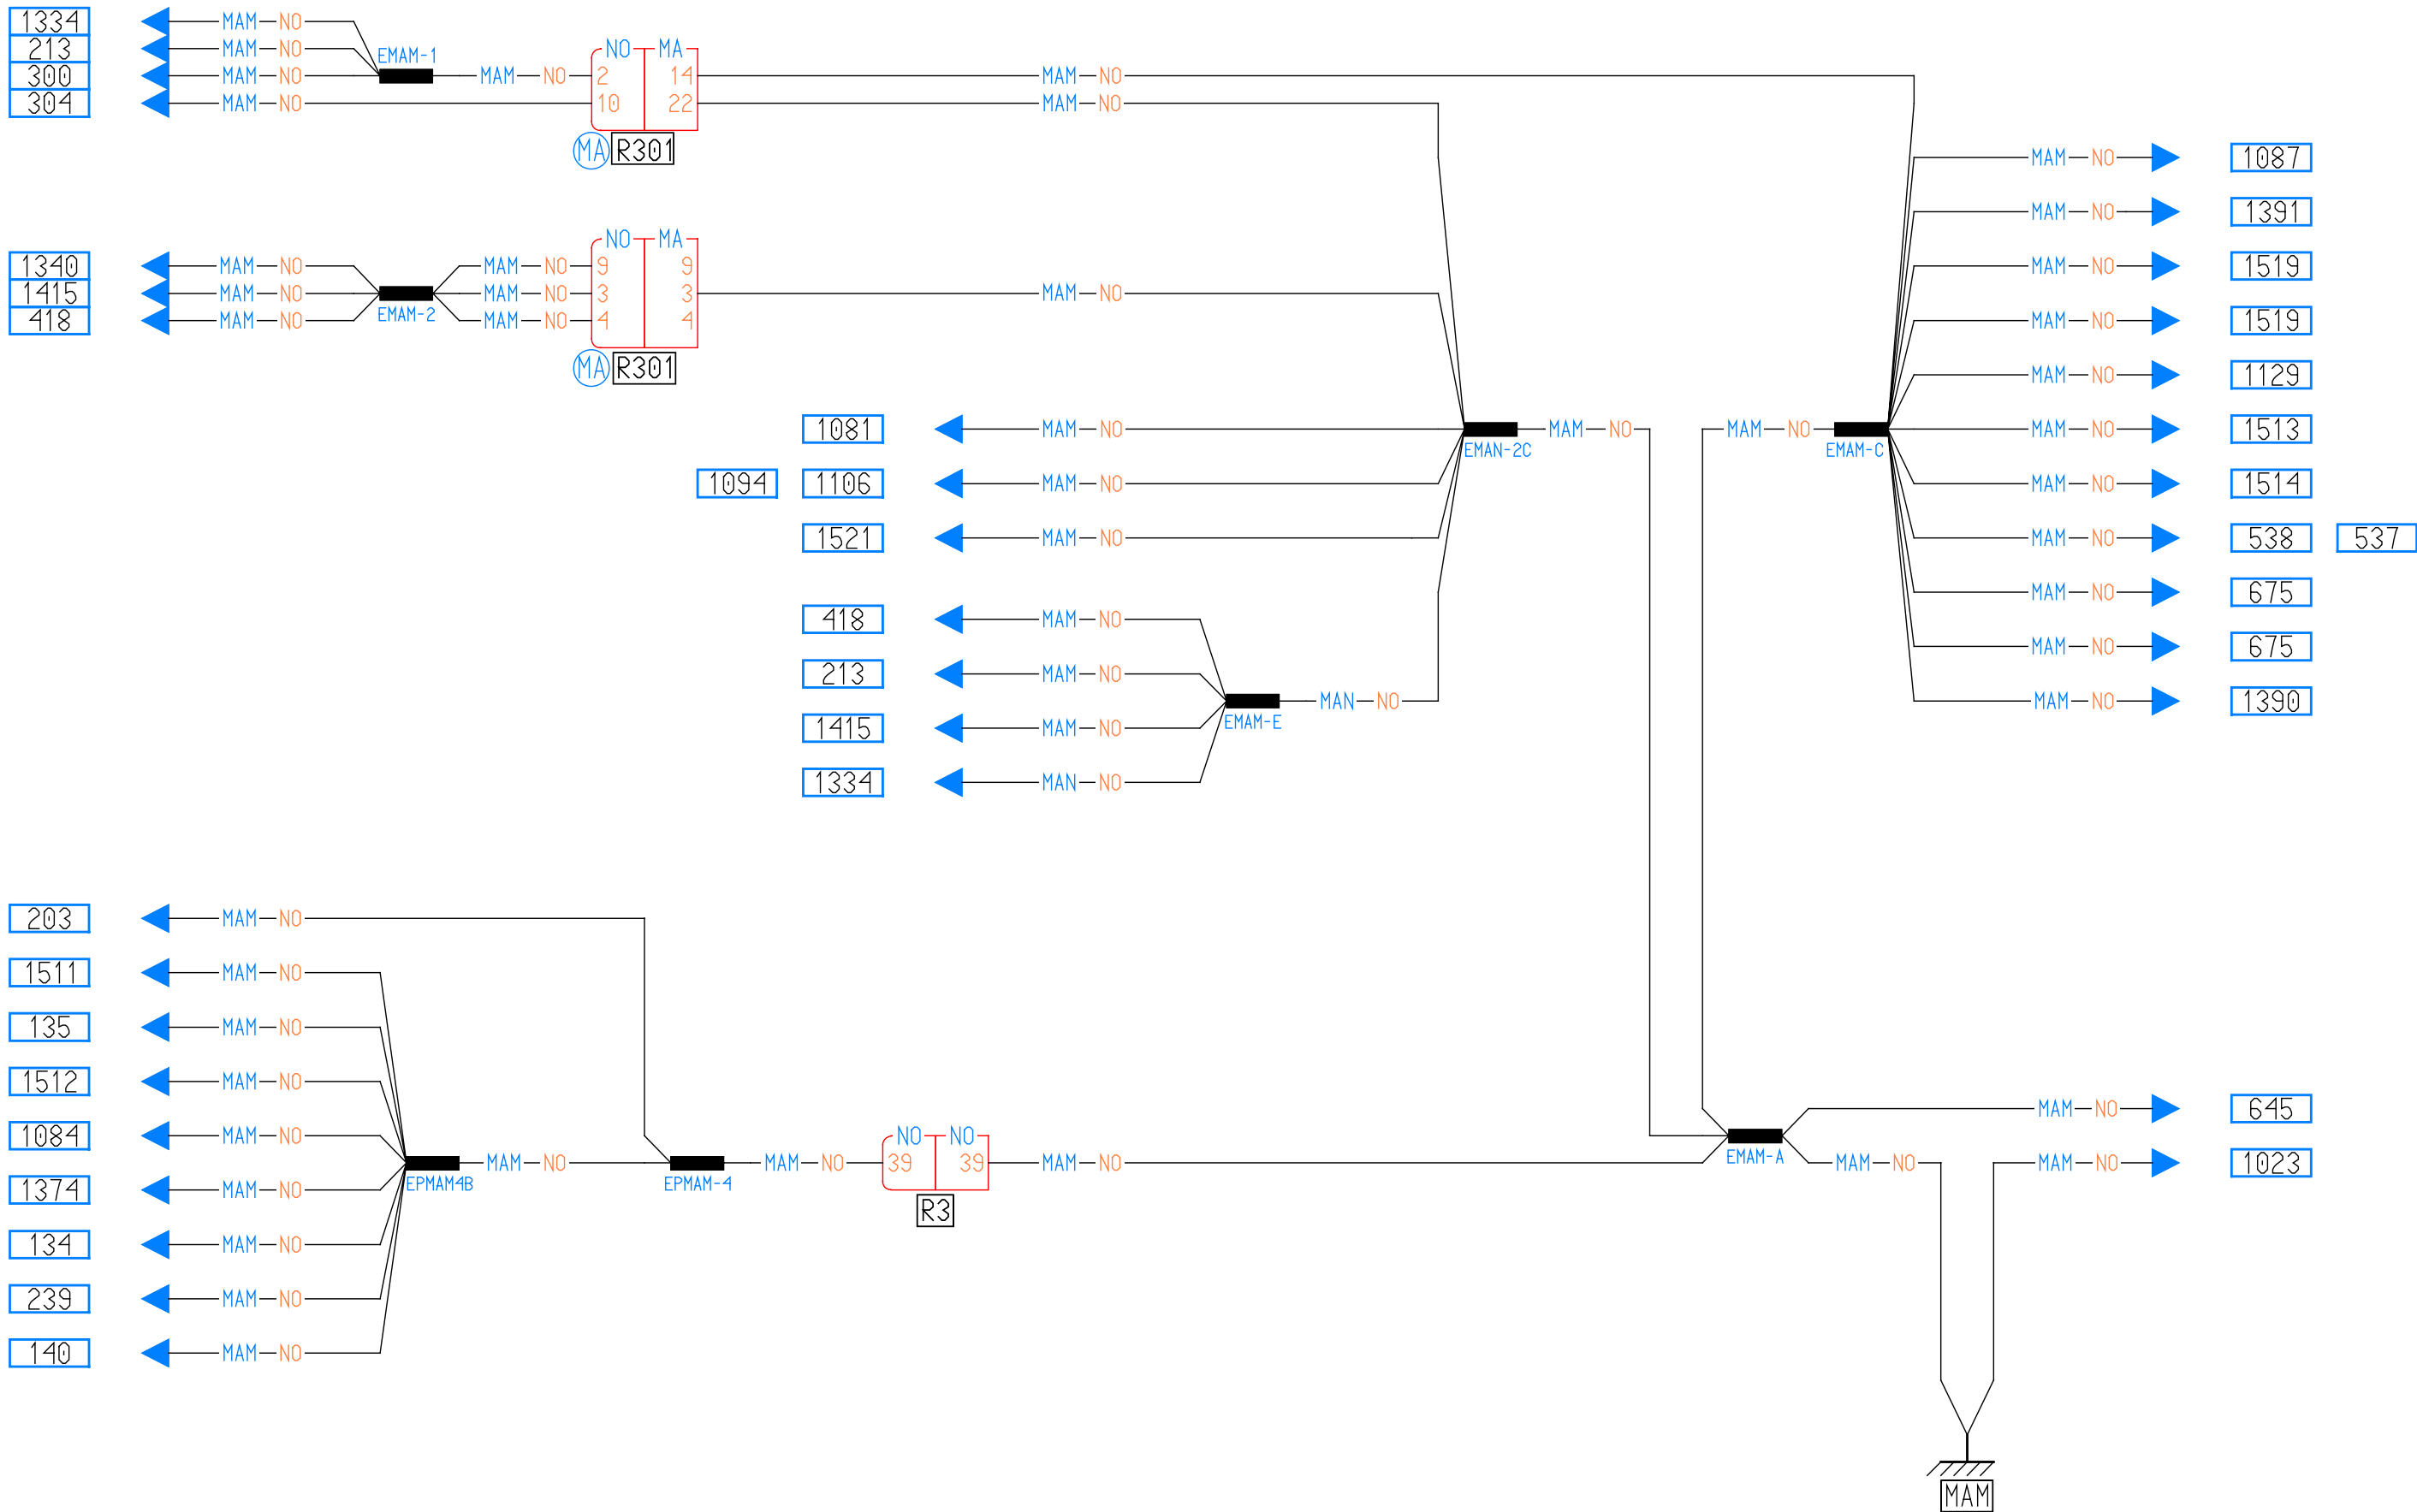 1334 MAM NO
213 MAM NO EMAM-1 NO MA
300 MAM NO MAM NO 2 14 MAM NO
304 MAM NO 10 22 MAM NO
MA R301
MAM NO 1087
MAM NO 1391
NO MA
1340 MAM NO MAM NO 9 9 MAM NO 1519
1415 MAM NO MAM NO 3 3 MAM NO
418 MAM NO EMAM-2 MAM NO 4 4 MAM NO 1519
MA R301 MAM NO 1129
1081 MAM NO MAM NO MAM NO MAM NO 1513
EMAN-2C EMAM-C
1094 1106 MAM NO MAM NO 1514
1521 MAM NO MAM NO 538 537
MAM NO 675
418 MAM NO
MAM NO 675
213 MAM NO
MAN NO MAM NO 1390
EMAM-E
1415 MAM NO
1334 MAN NO
203 MAM NO
1511 MAM NO
135 MAM NO
1512 MAM NO
MAM NO 645
1084 MAM NO NO NO
EMAM-A
MAM NO MAM NO 39 39 MAM NO MAM NO MAM NO 1023
EPMAM4B EPMAM-4
1374 MAM NO
R3
134 MAM NO
239 MAM NO
140 MAM NO
MAM